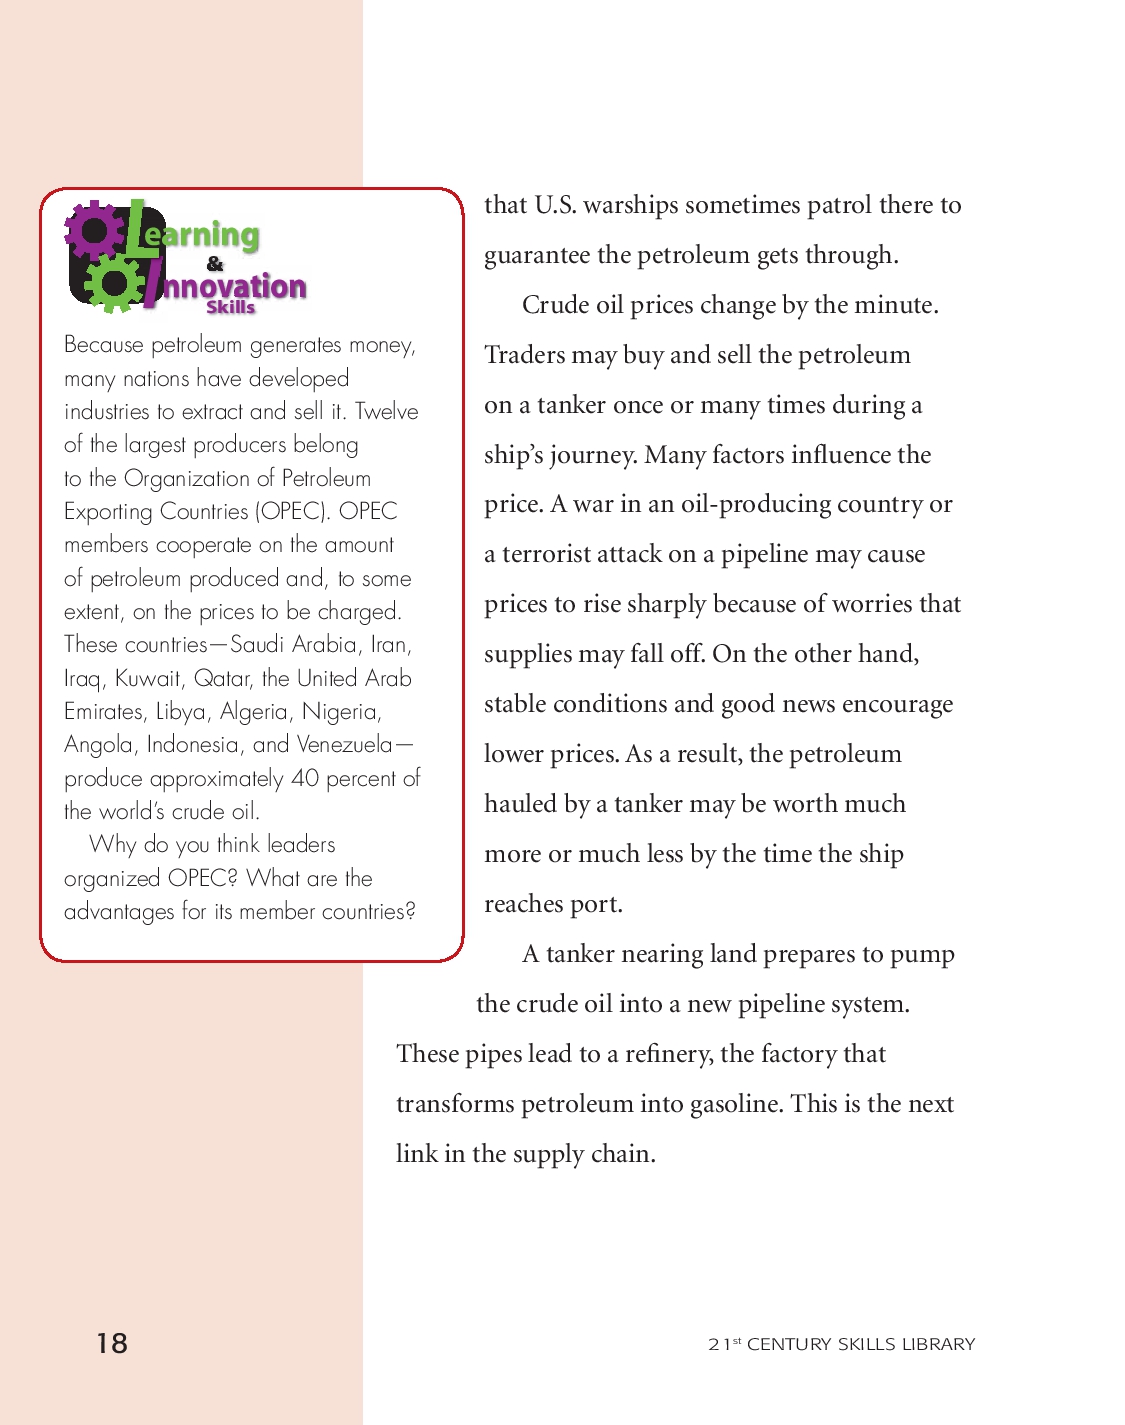 Learning
&
Innovation
Skills
Because petroleum generates money,
many nations have developed
industries to extract and sell it. Twelve
of the largest producers belong
to the Organization of Petroleum
Exporting Countries (OPEC). OPEC
members cooperate on the amount
of petroleum produced and, to some
extent, on the prices to be charged.
These countries—Saudi Arabia, Iran,
Iraq, Kuwait, Qatar, the United Arab
Emirates, Libya, Algeria, Nigeria,
Angola, Indonesia, and Venezuela—
produce approximately 40 percent of
the world’s crude oil.
Why do you think leaders
organized OPEC? What are the
advantages for its member countries?
that U.S. warships sometimes patrol there to
guarantee the petroleum gets through.
Crude oil prices change by the minute.
Traders may buy and sell the petroleum
on a tanker once or many times during a
ship’s journey. Many factors influence the
price. A war in an oil-producing country or
a terrorist attack on a pipeline may cause
prices to rise sharply because of worries that
supplies may fall off. On the other hand,
stable conditions and good news encourage
lower prices. As a result, the petroleum
hauled by a tanker may be worth much
more or much less by the time the ship
reaches port.
A tanker nearing land prepares to pump
the crude oil into a new pipeline system.
These pipes lead to a refinery, the factory that
transforms petroleum into gasoline. This is the next
link in the supply chain.
18
21st CENTURY SKILLS LIBRARY